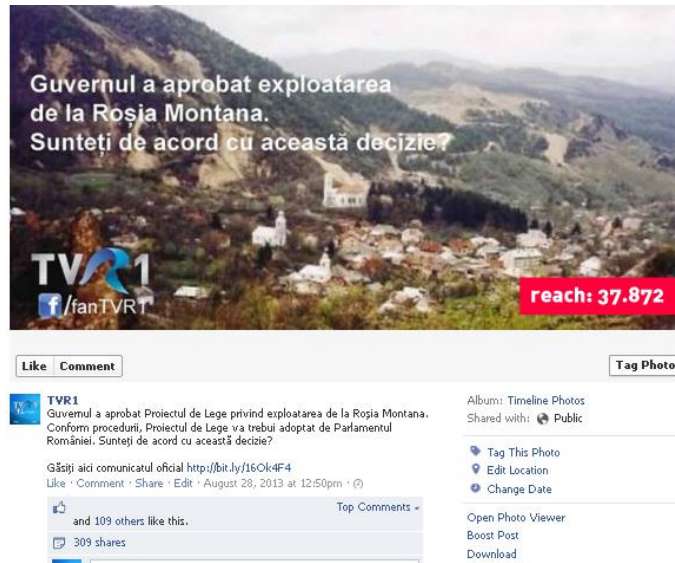 Guvernul a aprobat exploatarea
de la Roșia Montana.
Sunteți de acord cu această decizie?
TVR1
f/fanTVR1
reach: 37.872
Like Comment
Tag Photo
TVR1
Guvernul a aprobat Proiectul de Lege privind exploatarea de la Roșia Montana.
Conform procedurii, Proiectul de Lege va trebui adoptat de Parlamentul
României. Sunteți de acord cu această decizie?
Găsiți aici comunicatul oficial http://bit.ly/16Ok4F4
Like · Comment · Share · Edit · August 28, 2013 at 12:50pm ·
Top Comments
and 109 others like this.
309 shares
Album: Timeline Photos
Shared with: Public
Tag This Photo
Edit Location
Change Date
Open Photo Viewer
Boost Post
Download